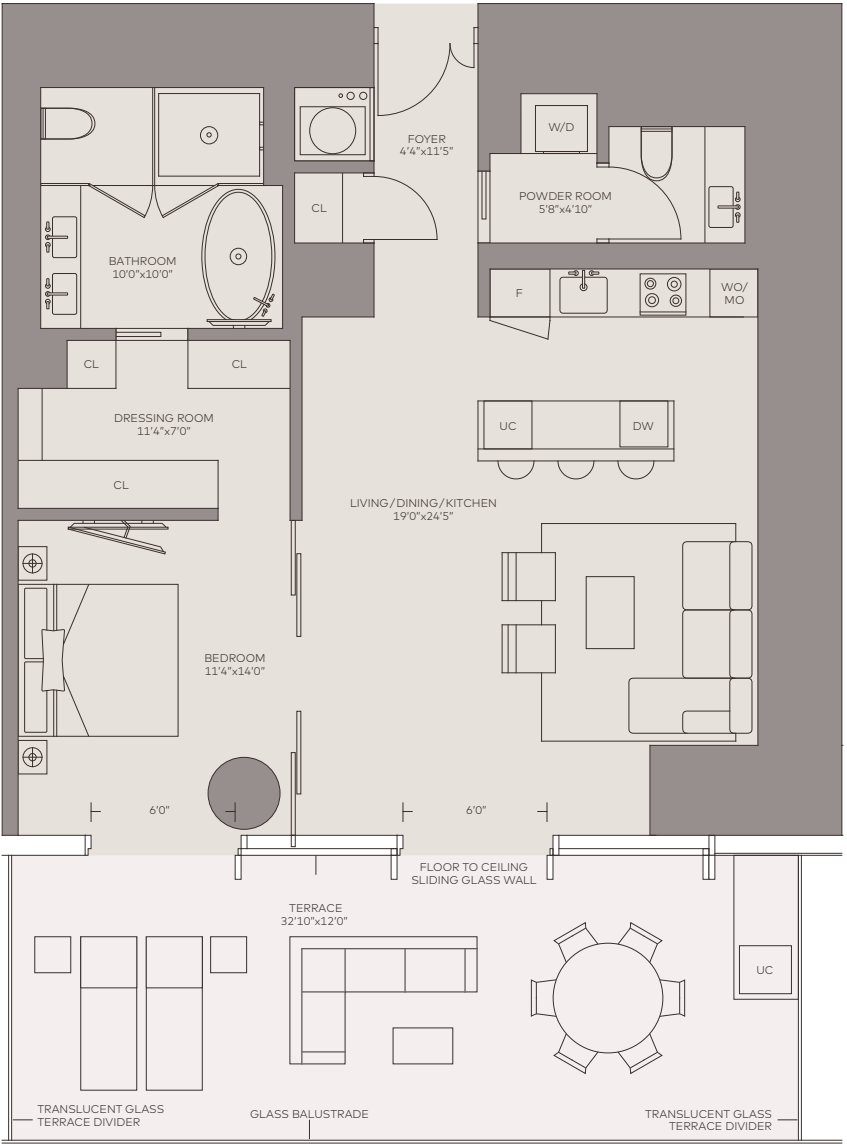 FOYER
4'4"x11'5"
W/D
CL
POWDER ROOM
5'8"x4'10"
BATHROOM
10'0"x10'0"
F
WO/
MO
CL
CL
DRESSING ROOM
11'4"x7'0"
UC
DW
CL
LIVING/DINING/KITCHEN
19'0"x24'5"
BEDROOM
11'4"x14'0"
6'0"
6'0"
FLOOR TO CEILING
SLIDING GLASS WALL
TERRACE
32'10"x12'0"
UC
TRANSLUCENT GLASS
TERRACE DIVIDER
GLASS BALUSTRADE
TRANSLUCENT GLASS
TERRACE DIVIDER